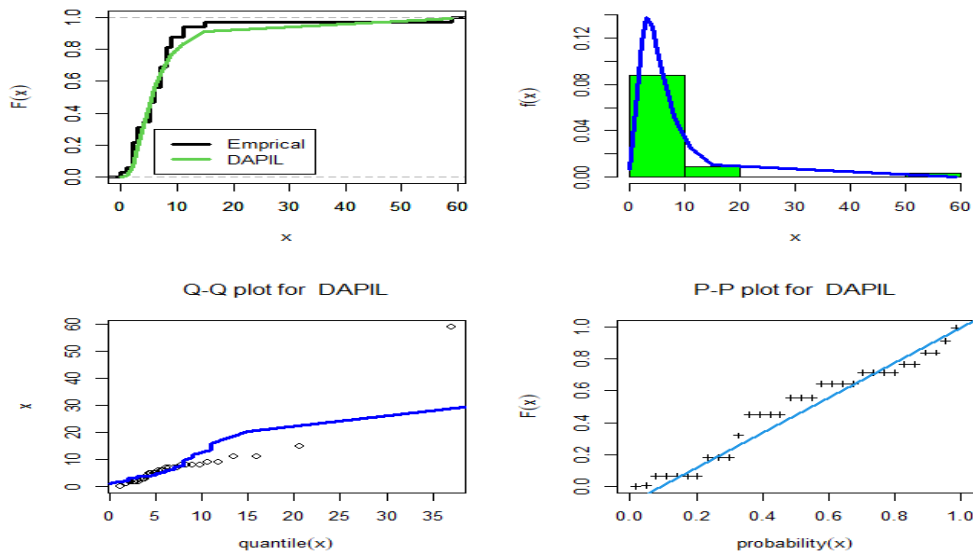 F(x)
0.0 0.2 0.4 0.6 0.8 1.0
Emprical
DAPIL
0 10 20 30 40 50 60
x
f(x)
0.00 0.04 0.08 0.12
0 10 20 30 40 50 60
x
Q-Q plot for DAPIL
x
0 10 20 30 40 50 60
0 5 10 15 20 25 30 35
quantile(x)
P-P plot for DAPIL
F(x)
0.0 0.2 0.4 0.6 0.8 1.0
0.0 0.2 0.4 0.6 0.8 1.0
probability(x)